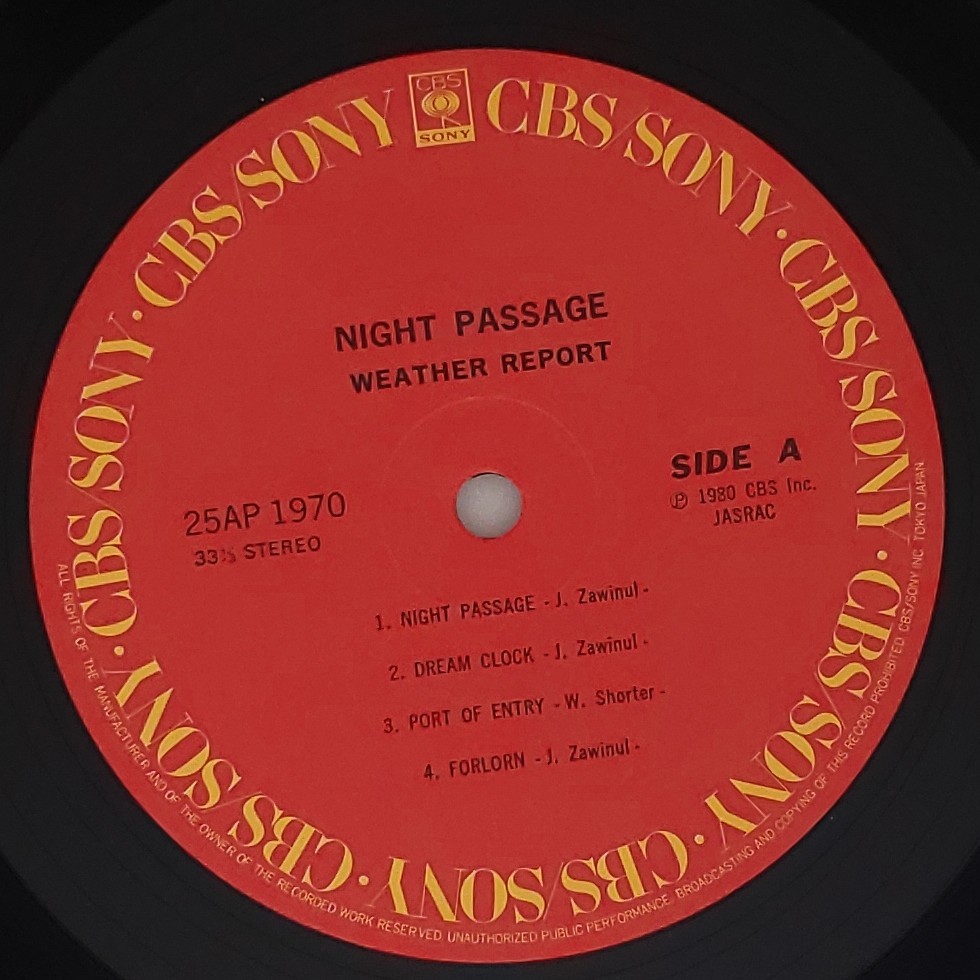 CBS
SONY
CBS/SONY · CBS/SONY · CBS/SONY · CBS/SONY · CBS/SONY · CBS/SONY · CBS/SONY · CBS/SONY
NIGHT PASSAGE
WEATHER REPORT
SIDE A
Ⓟ 1980 CBS Inc.
JASRAC
25AP 1970
33⅓ STEREO
1. NIGHT PASSAGE - J. Zawinul -
2. DREAM CLOCK - J. Zawinul -
3. PORT OF ENTRY - W. Shorter -
4. FORLORN - J. Zawinul -
ALL RIGHTS OF THE MANUFACTURER AND OF THE OWNER OF THE RECORDED WORK RESERVED UNAUTHORIZED PUBLIC PERFORMANCE BROADCASTING AND COPYING OF THIS RECORD PROHIBITED CBS/SONY INC TOKYO JAPAN